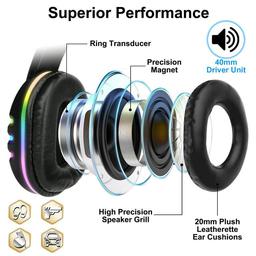 Superior Performance
Ring Transducer
Precision
Magnet
40mm
Driver Unit
High Precision
Speaker Grill
20mm Plush
Leatherette
Ear Cushions